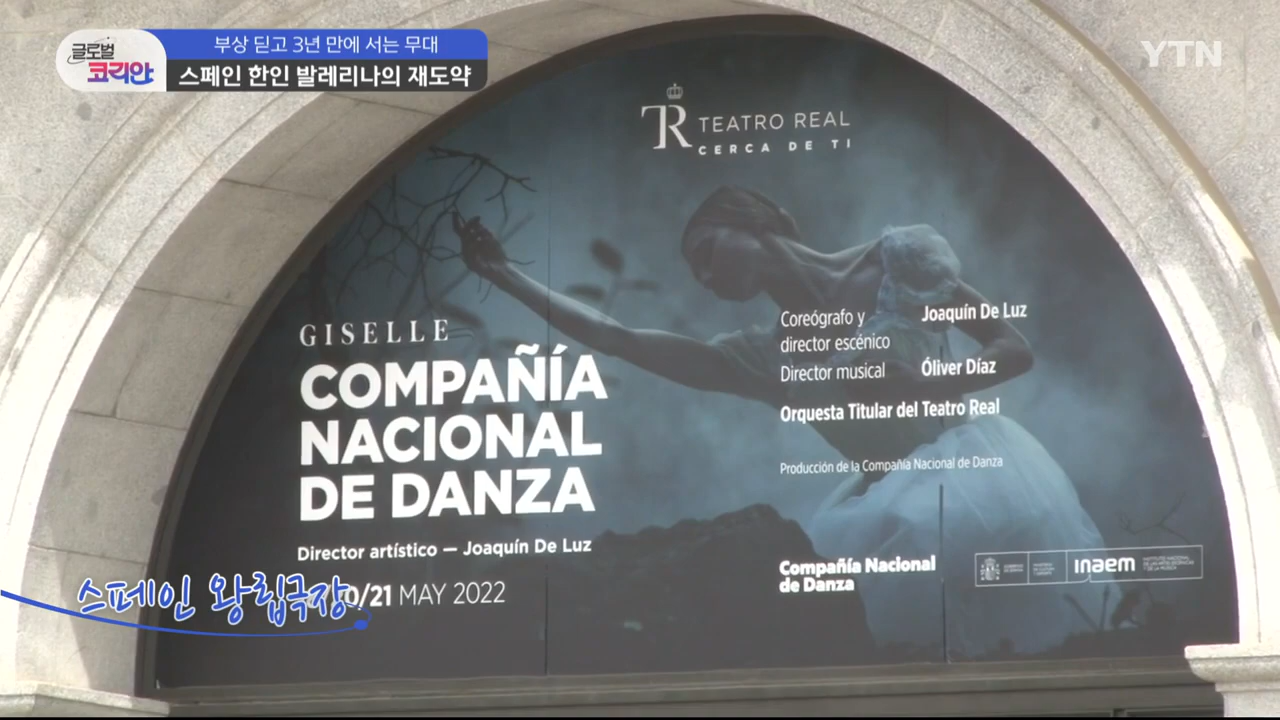 글로벌
코리안
부상 딛고 3년 만에 서는 무대
스페인 한인 발레리나의 재도약
YTN
TR TEATRO REAL
CERCA DE TI
GISELLE
COMPAÑÍA
NACIONAL
DE DANZA
Director artístico — Joaquín De Luz
0/21 MAY 2022
Coreógrafo y
director escénico Joaquín De Luz
Director musical Óliver Díaz
Orquesta Titular del Teatro Real
Producción de la Compañía Nacional de Danza
Compañía Nacional
de Danza
inaem
스페인 왕립극장